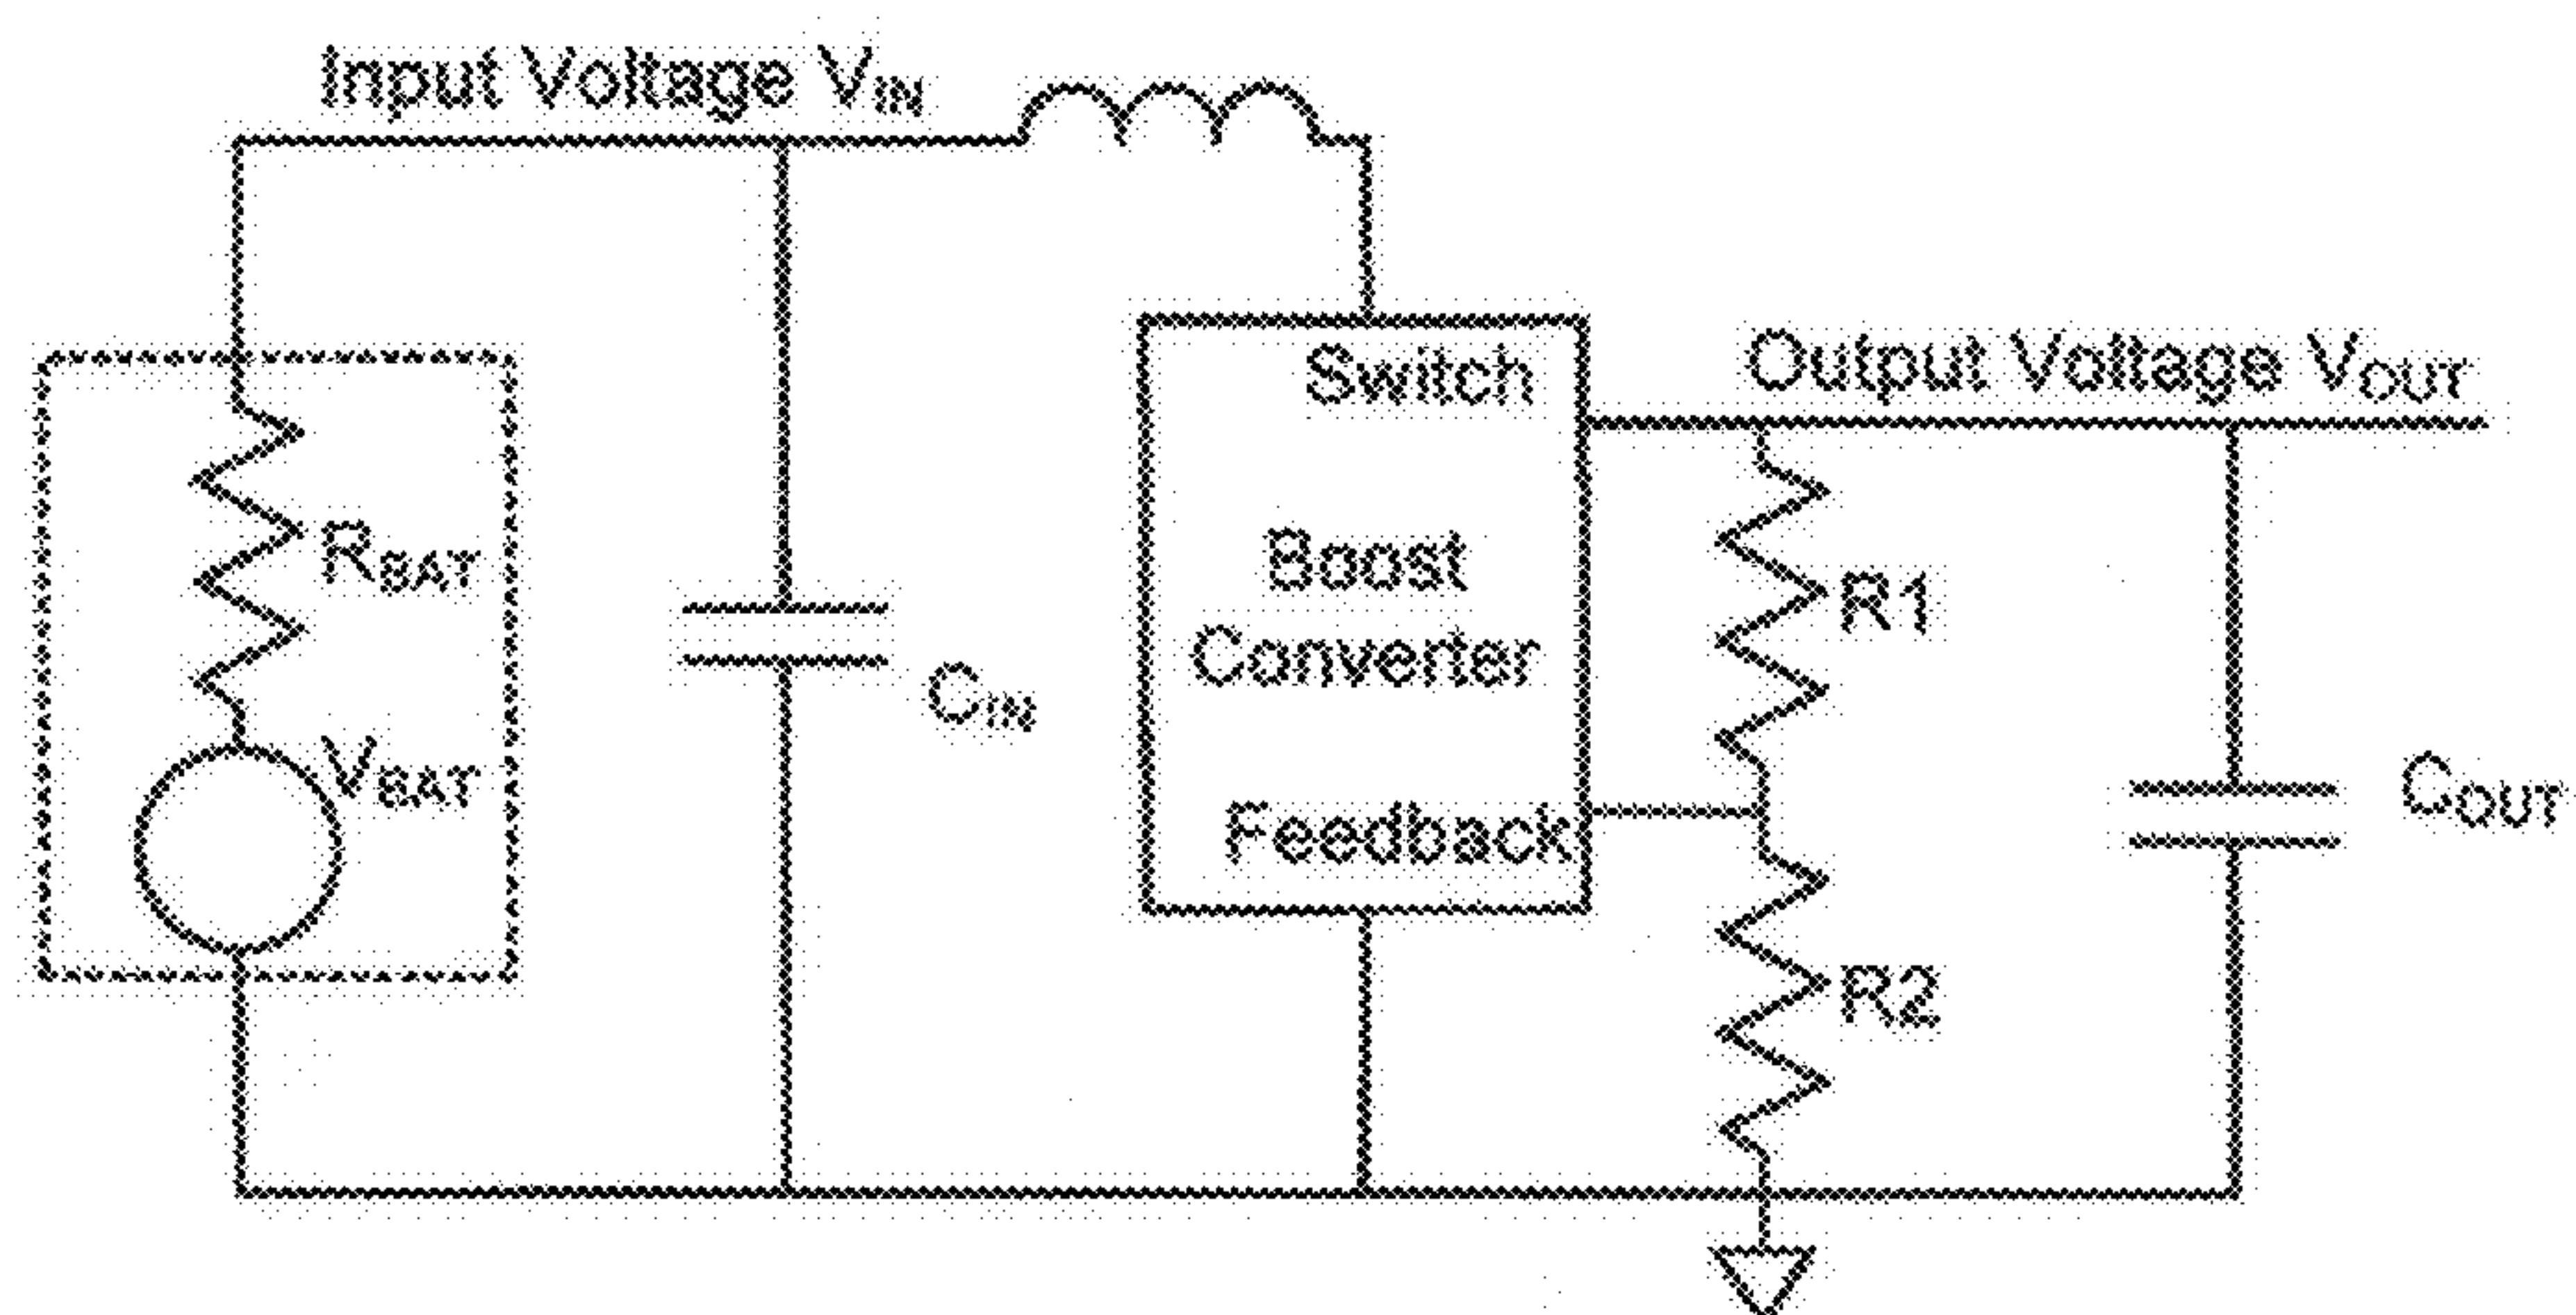 Input Voltage VIN
Switch
Output Voltage VOUT
RBAT
Boost
Converter
R1
CIN
VBAT
Feedback
COUT
R2